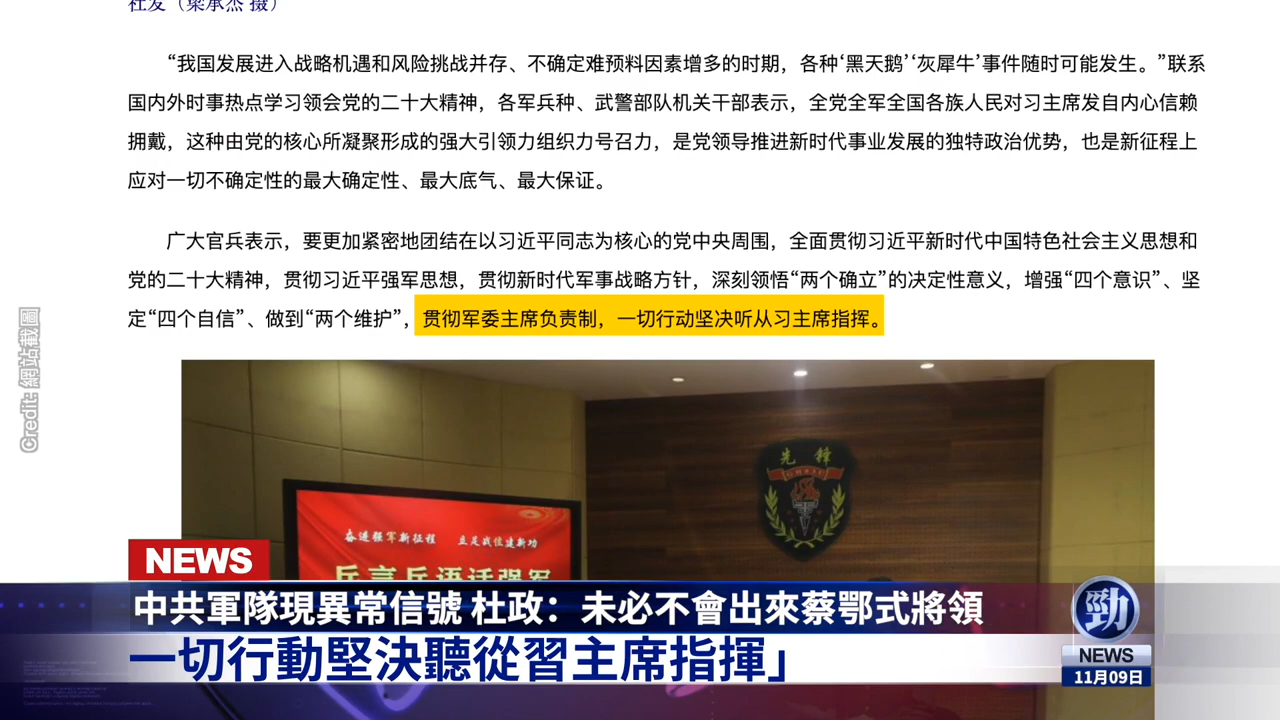 社发（梁承杰 摄）
“我国发展进入战略机遇和风险挑战并存、不确定难预料因素增多的时期，各种‘黑天鹅’‘灰犀牛’事件随时可能发生。”联系
国内外时事热点学习领会党的二十大精神，各军兵种、武警部队机关干部表示，全党全军全国各族人民对习主席发自内心信赖
拥戴，这种由党的核心所凝聚形成的强大引领力组织力号召力，是党领导推进新时代事业发展的独特政治优势，也是新征程上
应对一切不确定性的最大确定性、最大底气、最大保证。
广大官兵表示，要更加紧密地团结在以习近平同志为核心的党中央周围，全面贯彻习近平新时代中国特色社会主义思想和
党的二十大精神，贯彻习近平强军思想，贯彻新时代军事战略方针，深刻领悟“两个确立”的决定性意义，增强“四个意识”、坚
定“四个自信”、做到“两个维护”，贯彻军委主席负责制，一切行动坚决听从习主席指挥。
Credit: 網站截圖
先锋
奋进强军新征程 立足战位建新功
兵言兵语话强军
NEWS
中共軍隊現異常信號 杜政：未必不會出來蔡鄂式將領
一切行動堅決聽從習主席指揮」
勁
NEWS
11月09日